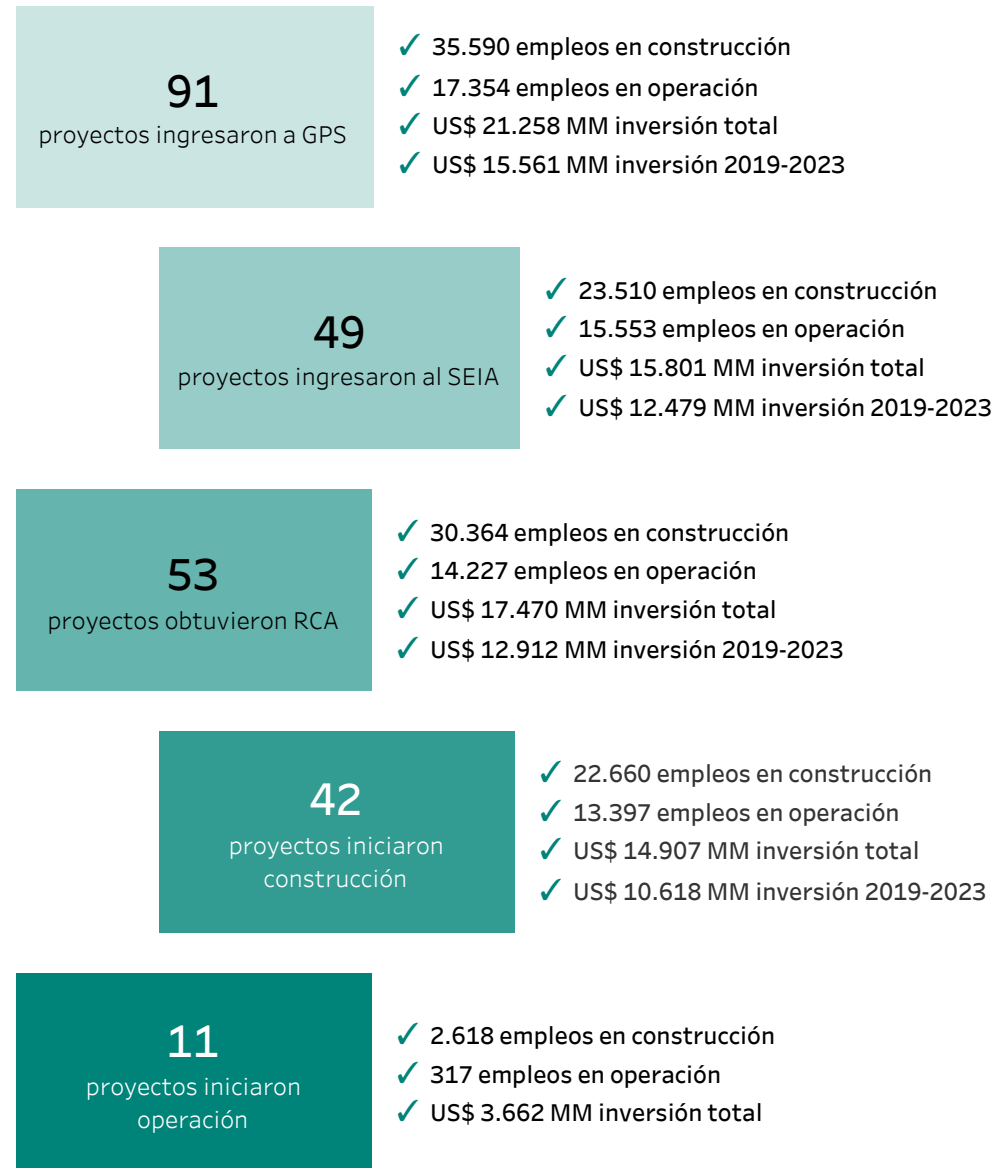 91
proyectos ingresaron a GPS
✓ 35.590 empleos en construcción
✓ 17.354 empleos en operación
✓ US$ 21.258 MM inversión total
✓ US$ 15.561 MM inversión 2019-2023
49
proyectos ingresaron al SEIA
✓ 23.510 empleos en construcción
✓ 15.553 empleos en operación
✓ US$ 15.801 MM inversión total
✓ US$ 12.479 MM inversión 2019-2023
53
proyectos obtuvieron RCA
✓ 30.364 empleos en construcción
✓ 14.227 empleos en operación
✓ US$ 17.470 MM inversión total
✓ US$ 12.912 MM inversión 2019-2023
42
proyectos iniciaron
construcción
✓ 22.660 empleos en construcción
✓ 13.397 empleos en operación
✓ US$ 14.907 MM inversión total
✓ US$ 10.618 MM inversión 2019-2023
11
proyectos iniciaron
operación
✓ 2.618 empleos en construcción
✓ 317 empleos en operación
✓ US$ 3.662 MM inversión total